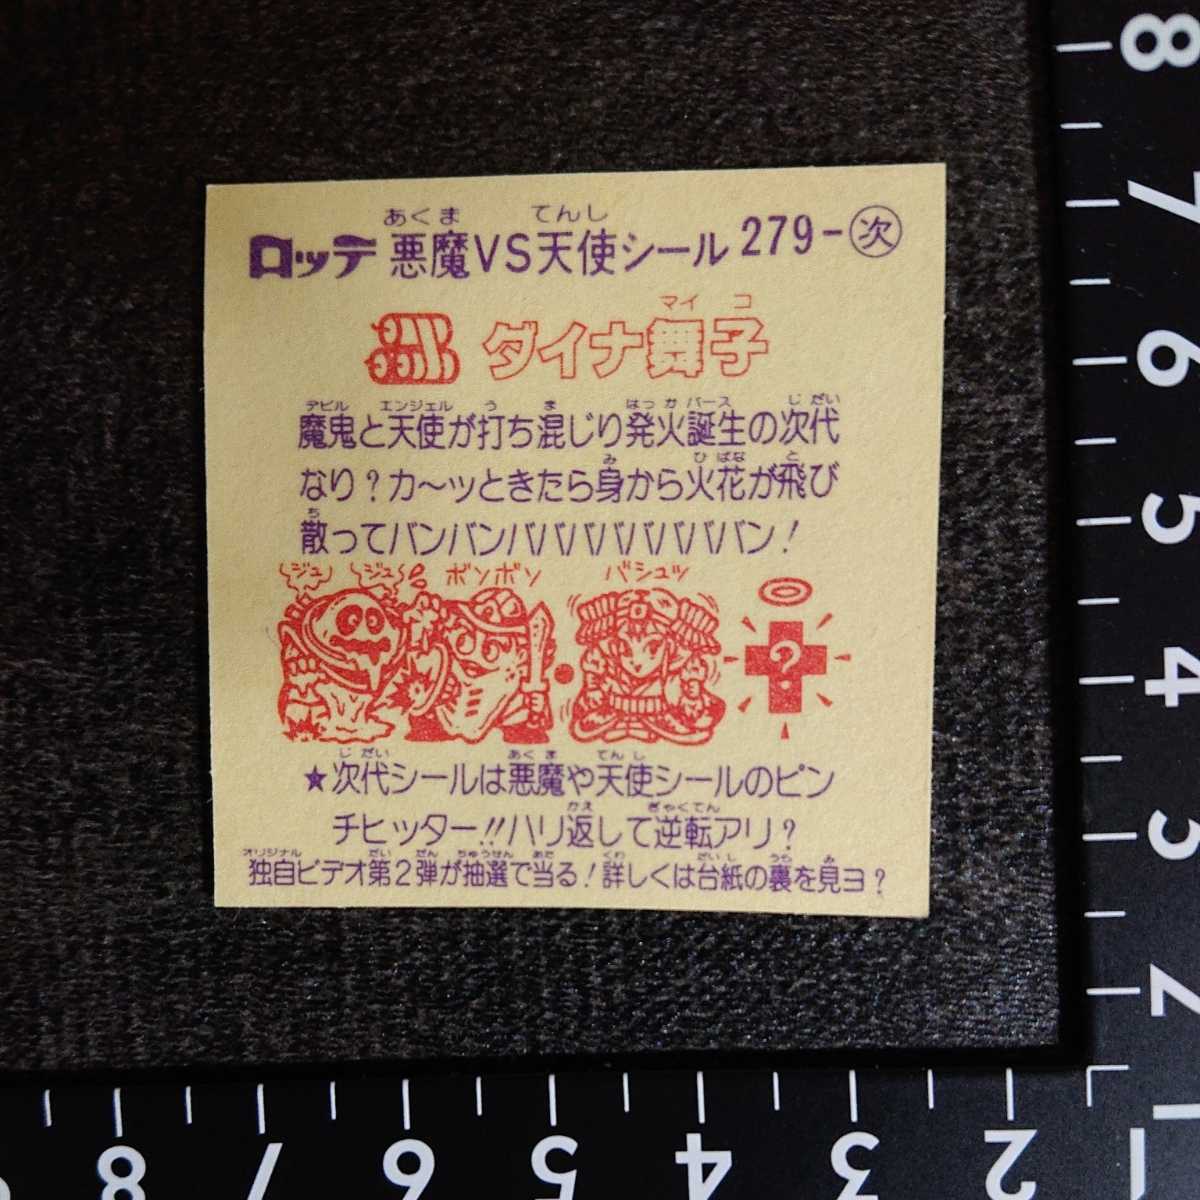 あくま てんし
ロッテ 悪魔VS天使シール 279-次
マイコ
ダイナ舞子
デビル エンジェル う ま はっか バース じだい
魔鬼と天使が打ち混じり発火誕生の次代
み ひばな と
なり?カ〜ッときたら身から火花が飛び
ち
散ってバンバンババババババババン!
ジュ ジュ ボンボン バシュッ
?
じだい あくま てんし
★次代シールは悪魔や天使シールのピン
かえ ぎゃくてん
チヒッター!!ハリ返して逆転アリ?
オリジナル だい だん ちゅうせん あた くわ だいし うら み
独自ビデオ第2弾が抽選で当る!詳しくは台紙の裏を見ヨ?
8
7
6
5
4
3
2
1
8 7 6 5 4 3 2 1